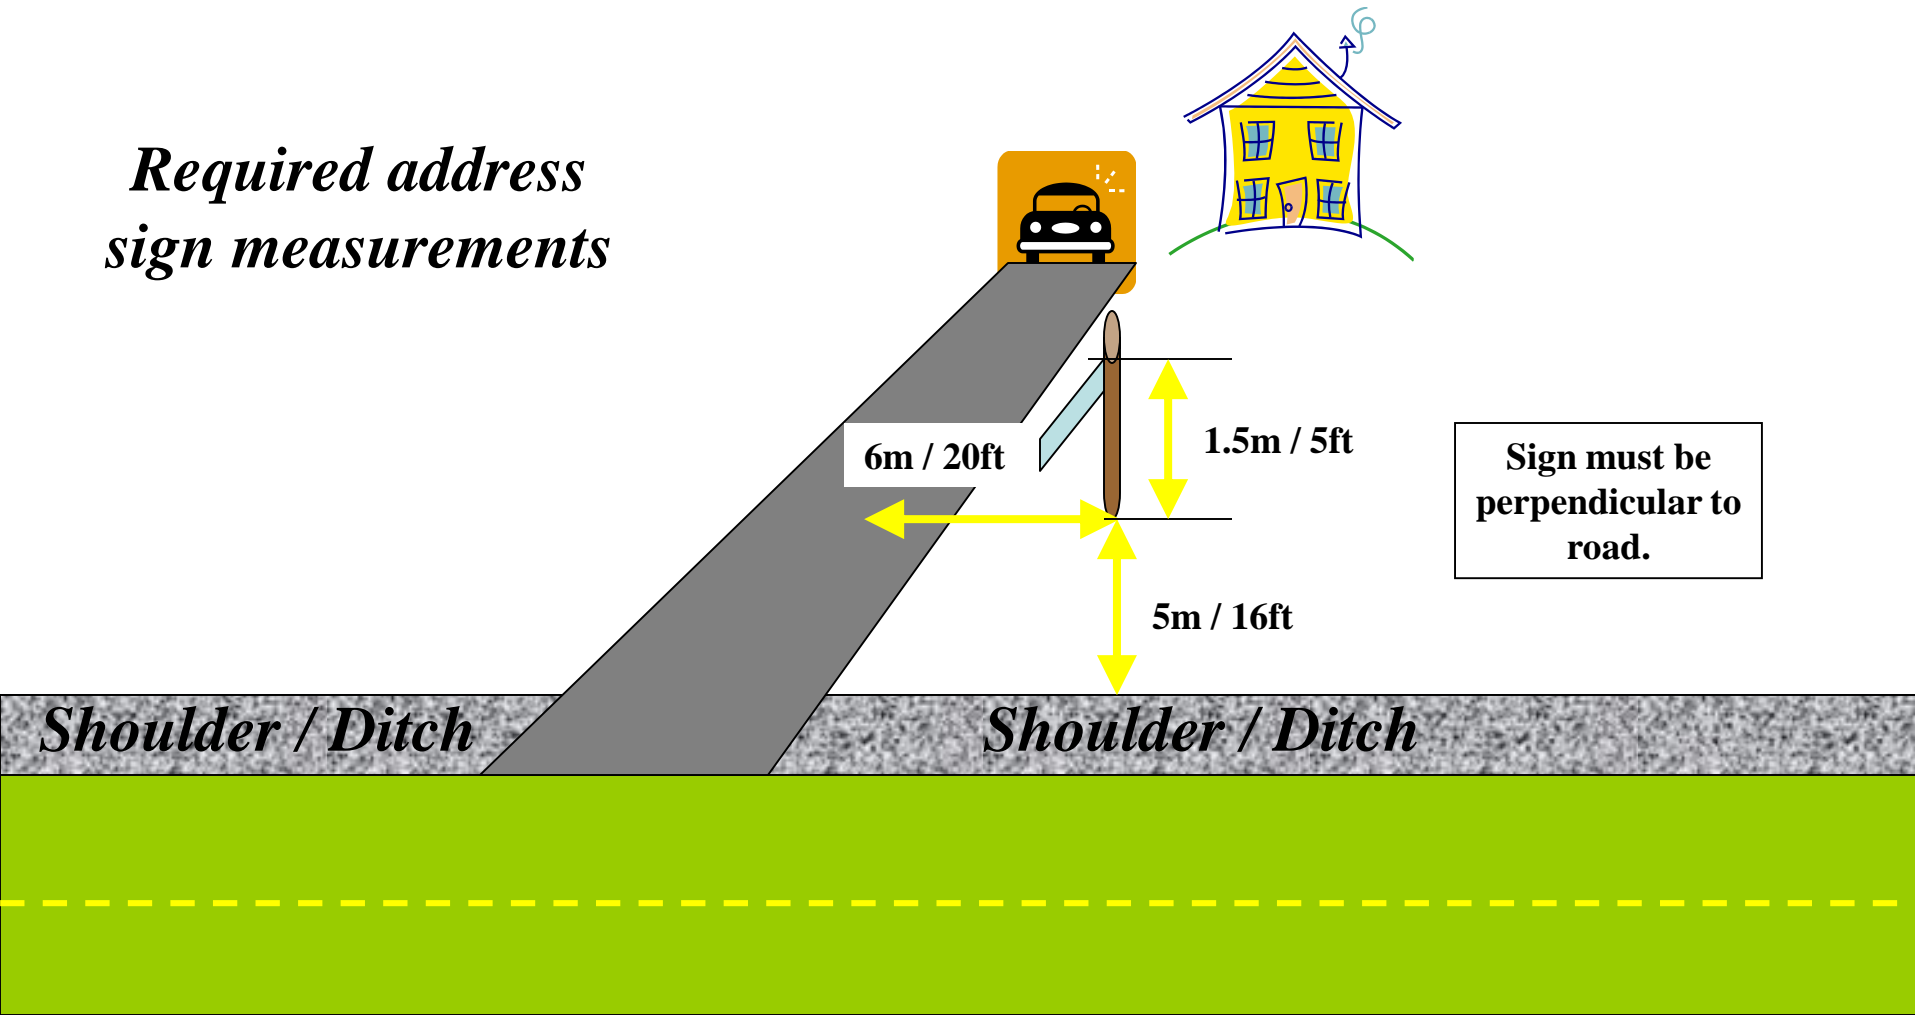 Required address
sign measurements
6m / 20ft
1.5m / 5ft
Sign must be
perpendicular to
road.
5m / 16ft
Shoulder / Ditch
Shoulder / Ditch